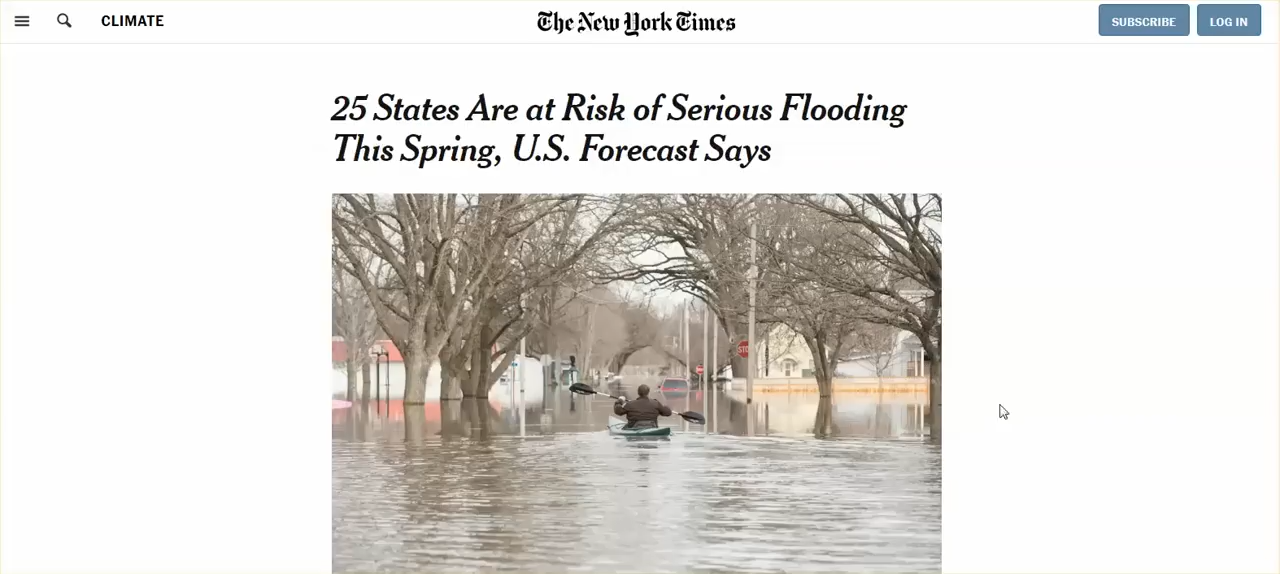 CLIMATE
The New York Times
SUBSCRIBE
LOG IN
25 States Are at Risk of Serious Flooding
This Spring, U.S. Forecast Says